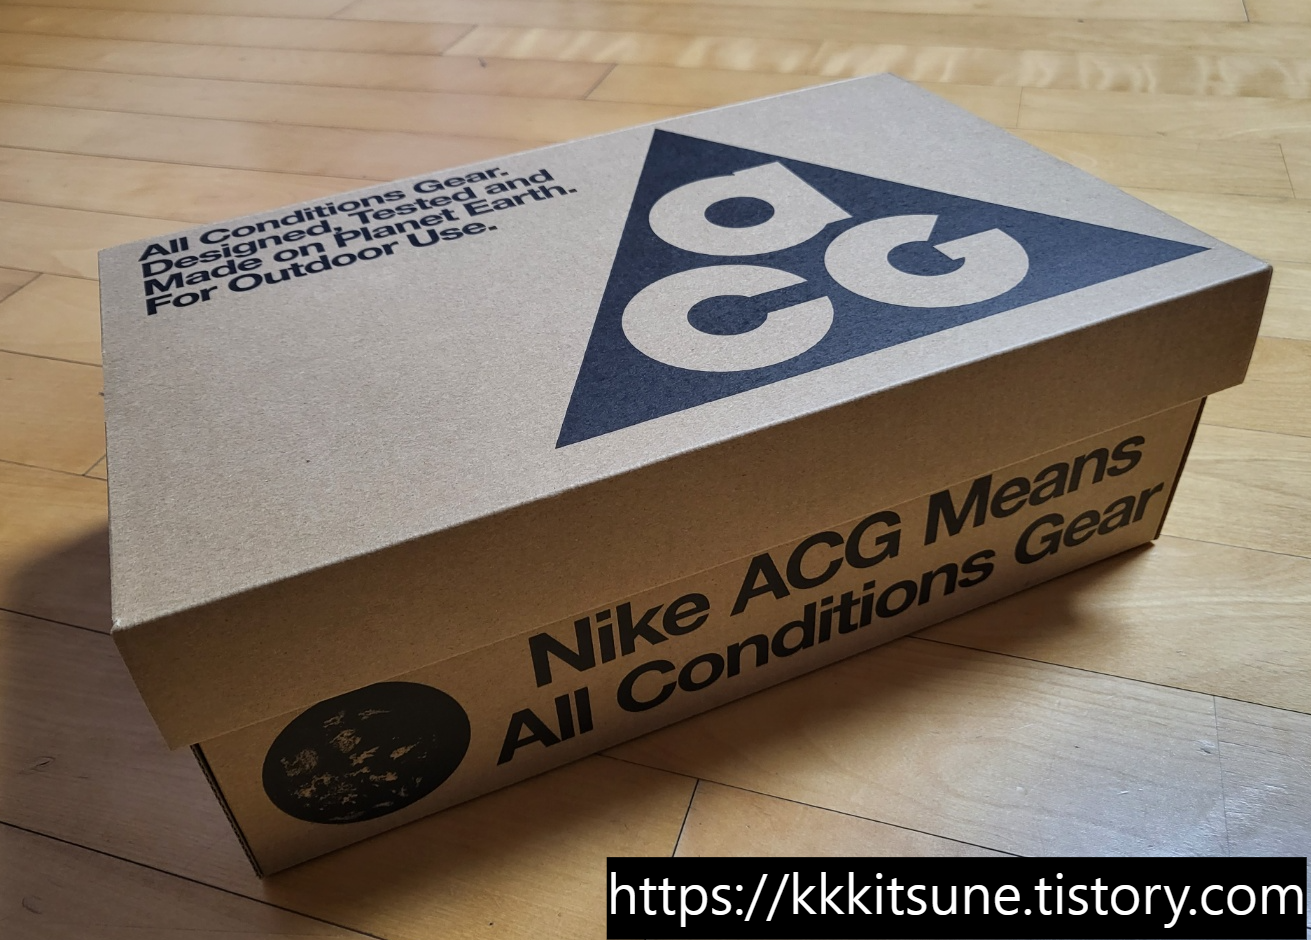 All Conditions Gear.
Designed, Tested and
Made on Planet Earth.
For Outdoor Use.
aCG
Nike ACG Means
All Conditions Gear
https://kkkitsune.tistory.com